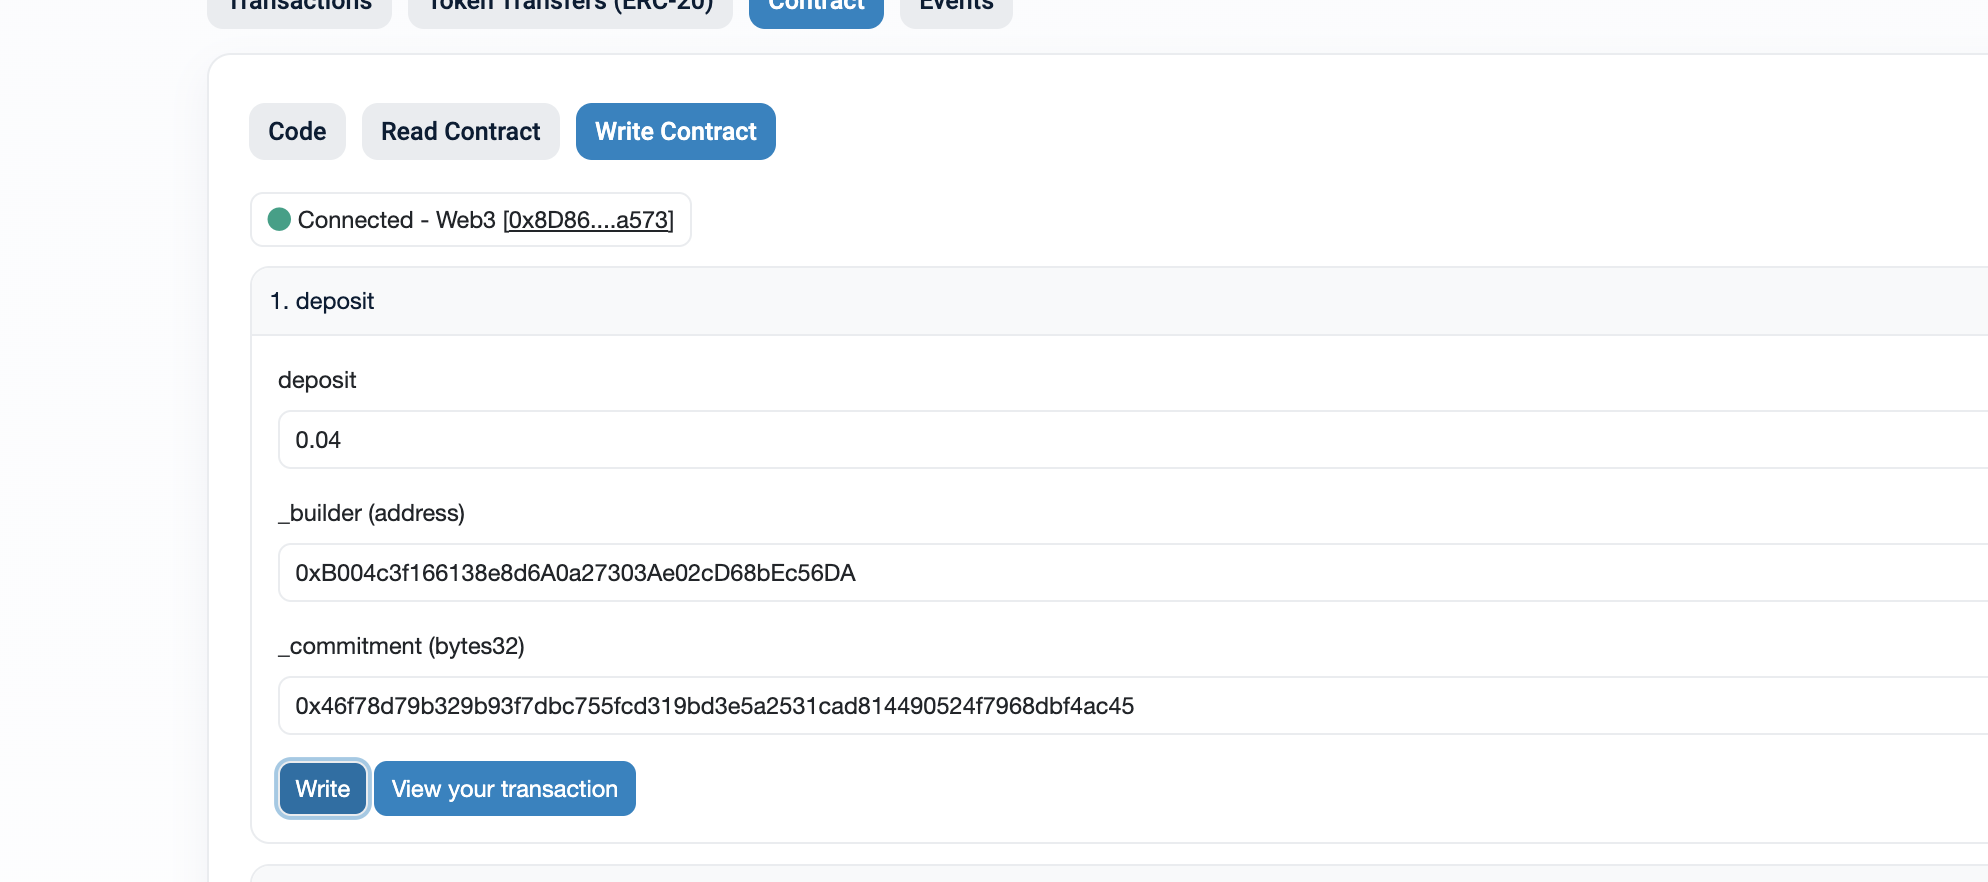 Transactions Token Transfers (ERC-20) Contract Events
Code Read Contract Write Contract
Connected - Web3 [0x8D86....a573]
1. deposit
deposit
0.04
_builder (address)
0xB004c3f166138e8d6A0a27303Ae02cD68bEc56DA
_commitment (bytes32)
0x46f78d79b329b93f7dbc755fcd319bd3e5a2531cad814490524f7968dbf4ac45
Write View your transaction